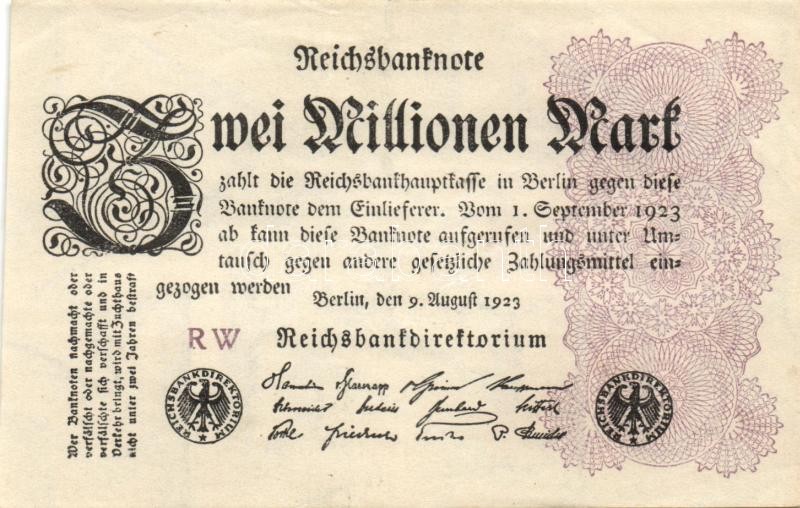 Reichsbanknote
Zwei Millionen Mark
zahlt die Reichsbankhauptkasse in Berlin gegen diese
Banknote dem Einlieferer. Vom 1. September 1923
ab kann diese Banknote aufgerufen und unter Um-
tausch gegen andere gesetzliche Zahlungsmittel ein-
gezogen werden
Berlin, den 9. August 1923
RW Reichsbankdirektorium
Wer Banknoten nachmacht oder
verfälscht oder nachgemachte oder
verfälschte sich verschafft und in
Verkehr bringt, wird mit Zuchthaus
nicht unter zwei Jahren bestraft
REICHSBANKDIREKTORIUM
REICHSBANKDIREKTORIUM